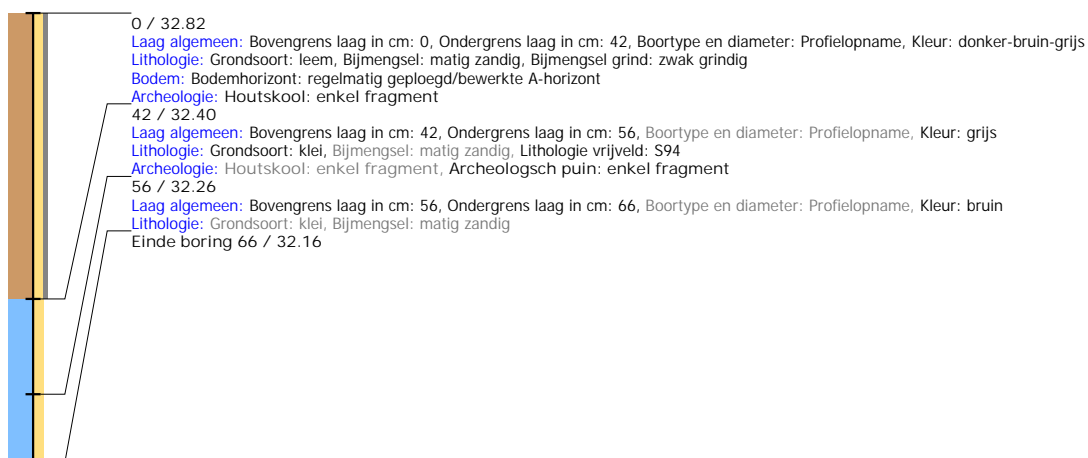 0 / 32.82
Laag algemeen: Bovengrens laag in cm: 0, Ondergrens laag in cm: 42, Boortype en diameter: Profielopname, Kleur: donker-bruin-grijs
Lithologie: Grondsoort: leem, Bijmengsel: matig zandig, Bijmengsel grind: zwak grindig
Bodem: Bodemhorizont: regelmatig geploegd/bewerkte A-horizont
Archeologie: Houtskool: enkel fragment
42 / 32.40
Laag algemeen: Bovengrens laag in cm: 42, Ondergrens laag in cm: 56, Boortype en diameter: Profielopname, Kleur: grijs
Lithologie: Grondsoort: klei, Bijmengsel: matig zandig, Lithologie vrijveld: S94
Archeologie: Houtskool: enkel fragment, Archeologsch puin: enkel fragment
56 / 32.26
Laag algemeen: Bovengrens laag in cm: 56, Ondergrens laag in cm: 66, Boortype en diameter: Profielopname, Kleur: bruin
Lithologie: Grondsoort: klei, Bijmengsel: matig zandig
Einde boring 66 / 32.16